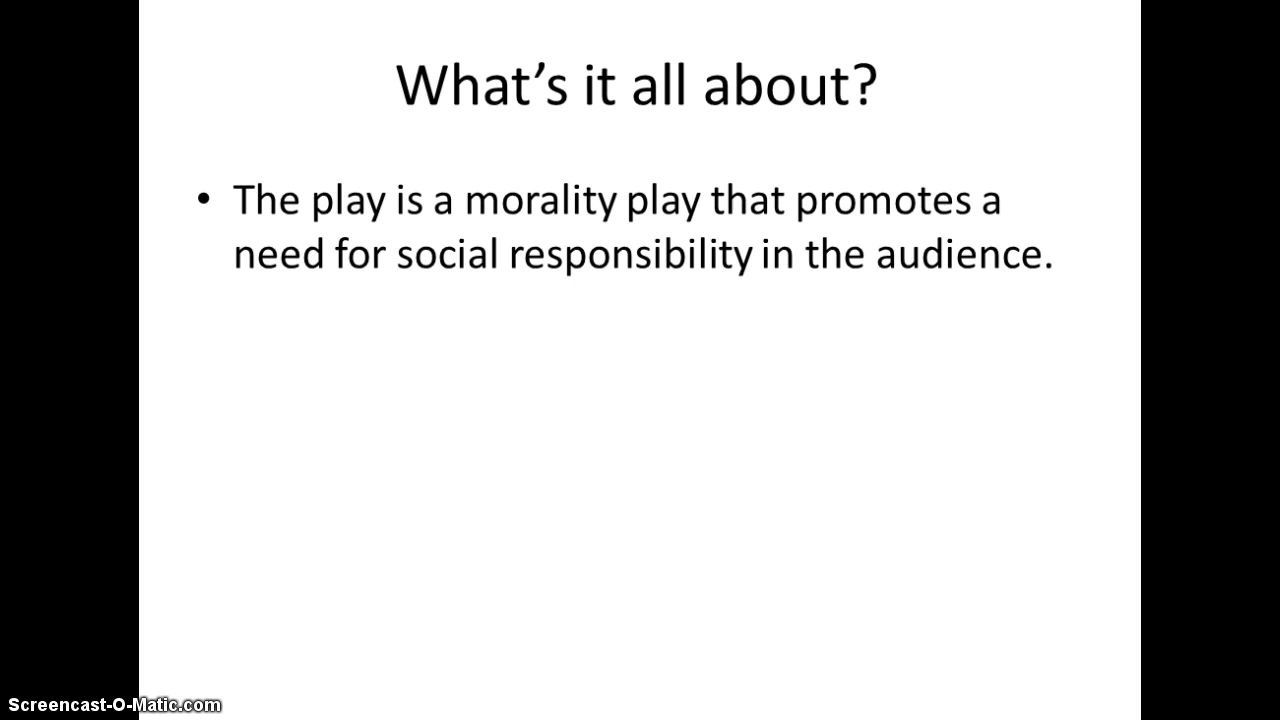 What’s it all about?
• The play is a morality play that promotes a
need for social responsibility in the audience.
Screencast-O-Matic.com